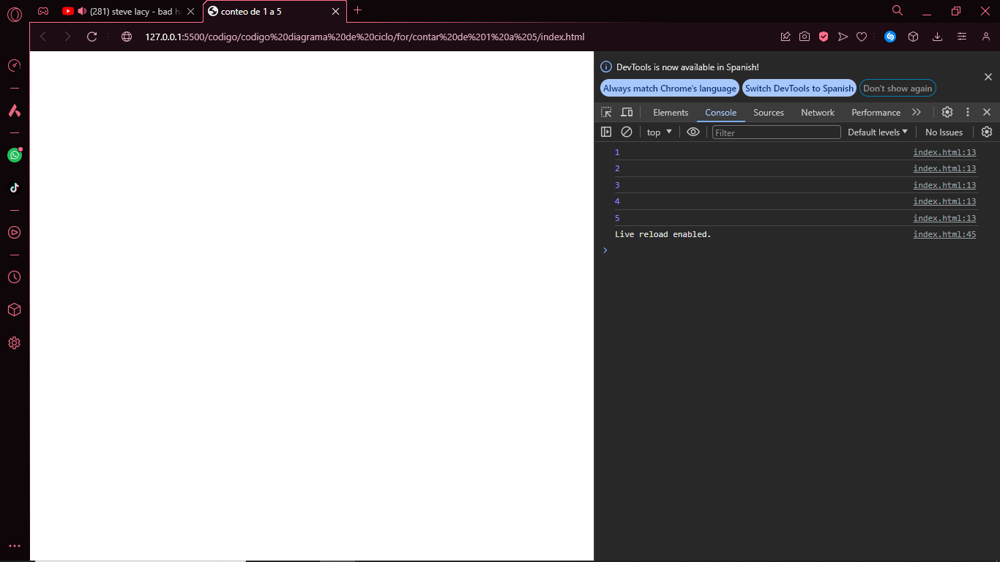 (281) steve lacy - bad h
conteo de 1 a 5
127.0.0.1:5500/codigo/codigo%20diagrama%20de%20ciclo/for/contar%20de%201%20a%205/index.html
DevTools is now available in Spanish!
Always match Chrome's language Switch DevTools to Spanish Don't show again
Elements Console Sources Network Performance
top Filter Default levels No Issues
1 index.html:13
2 index.html:13
3 index.html:13
4 index.html:13
5 index.html:13
Live reload enabled. index.html:45